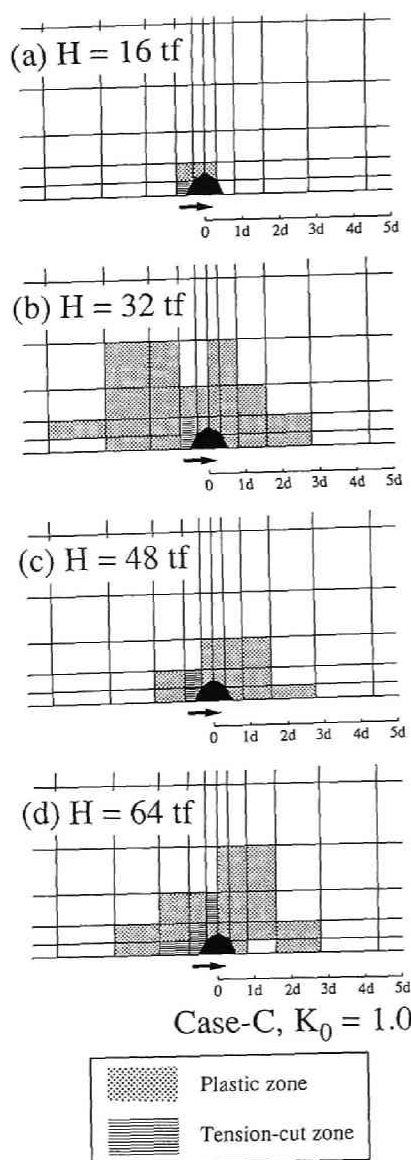 (a) H = 16 tf
0 1d 2d 3d 4d 5d
(b) H = 32 tf
0 1d 2d 3d 4d 5d
(c) H = 48 tf
0 1d 2d 3d 4d 5d
(d) H = 64 tf
0 1d 2d 3d 4d 5d
Case-C, K₀ = 1.0
Plastic zone
Tension-cut zone